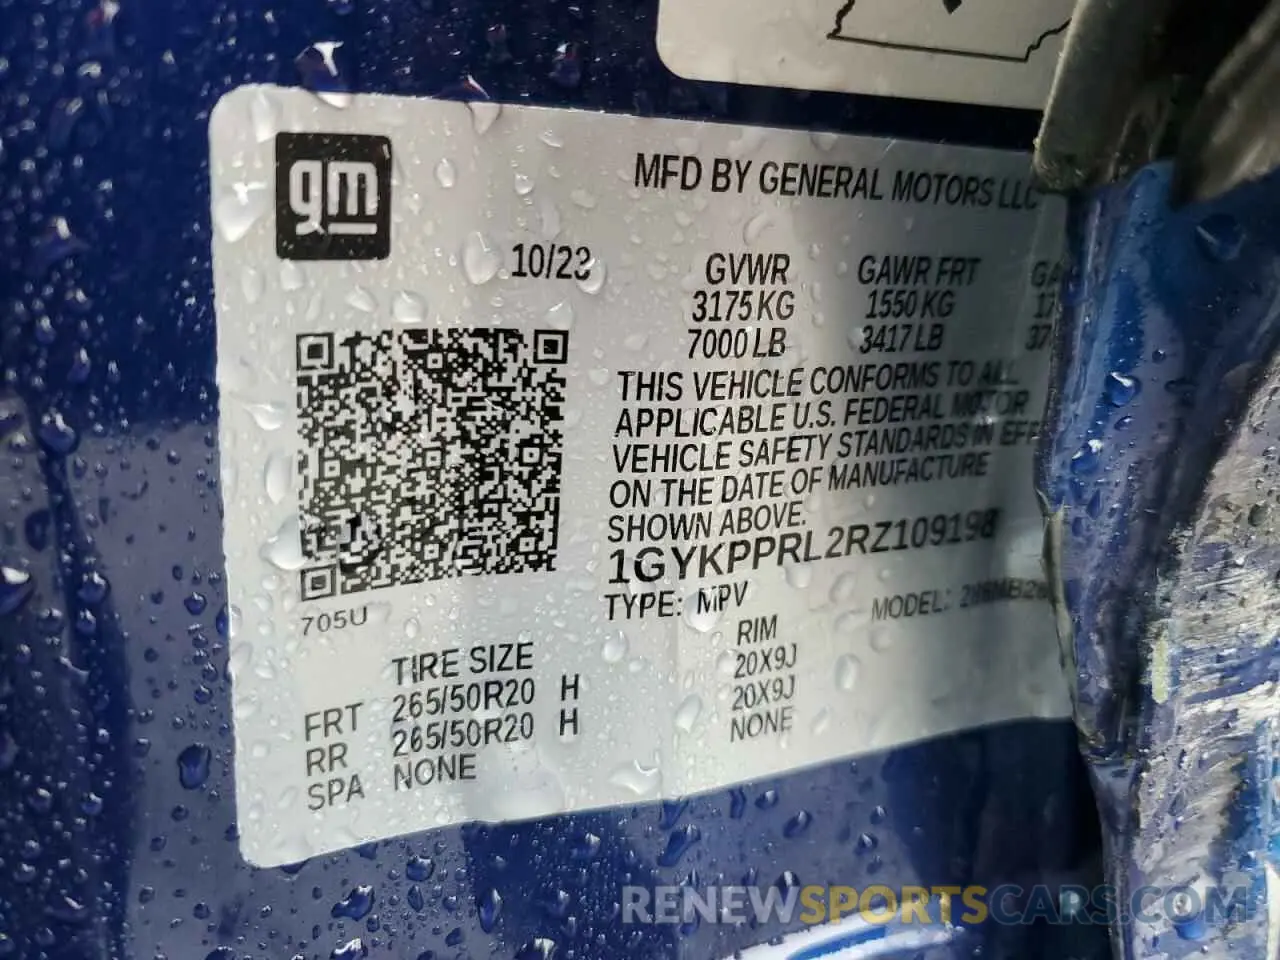 gm
MFD BY GENERAL MOTORS LLC
10/23
GVWR GAWR FRT GA
3175 KG 1550 KG 17
7000 LB 3417 LB 37
THIS VEHICLE CONFORMS TO ALL
APPLICABLE U.S. FEDERAL MOTOR
VEHICLE SAFETY STANDARDS IN EFF
ON THE DATE OF MANUFACTURE
SHOWN ABOVE.
1GYKPPRL2RZ109198
TYPE: MPV MODEL:
705U
TIRE SIZE RIM
FRT 265/50R20 H 20X9J
RR 265/50R20 H 20X9J
SPA NONE NONE
RENEWSPORTSCARS.COM